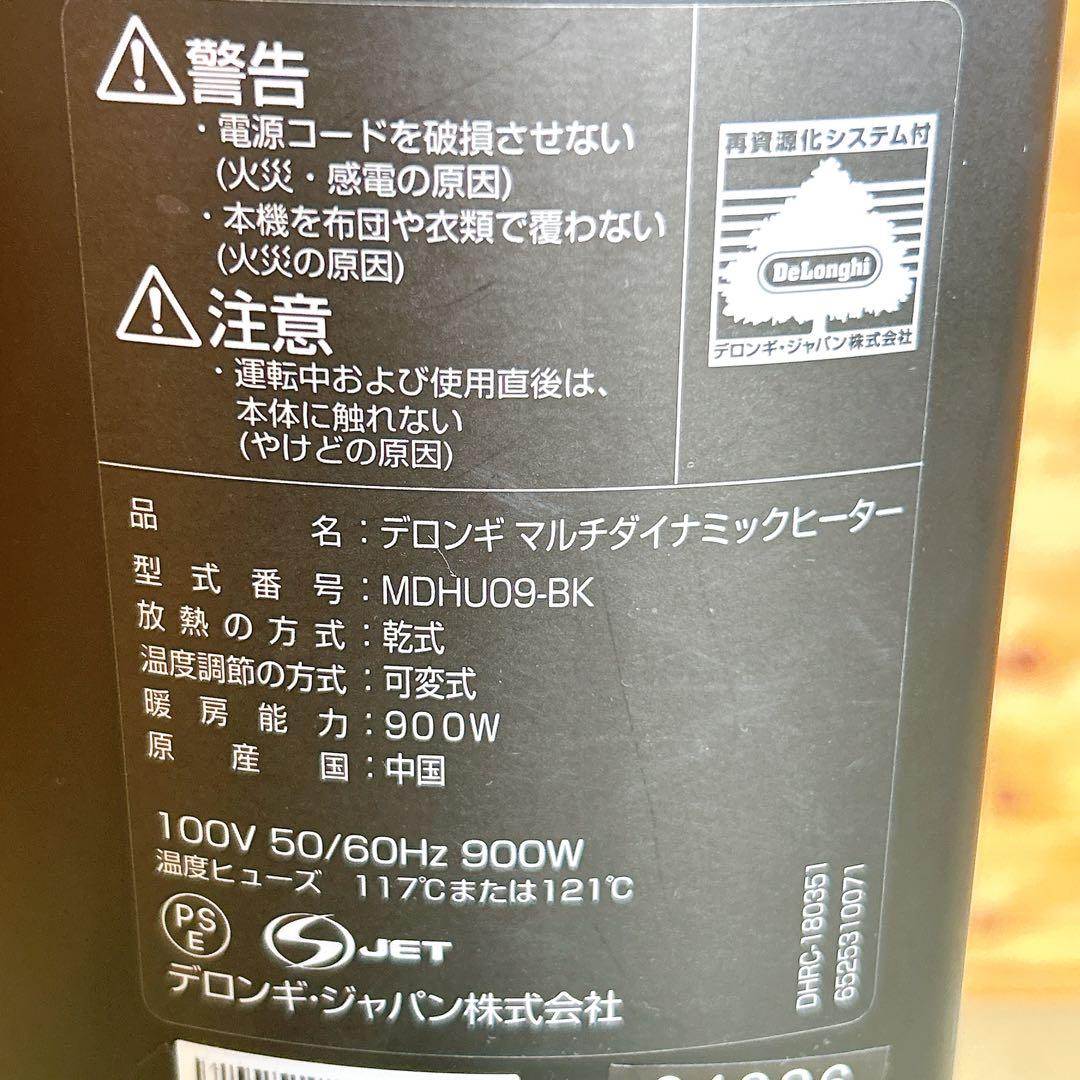 警告
・電源コードを破損させない
(火災・感電の原因)
・本機を布団や衣類で覆わない
(火災の原因)
注意
・運転中および使用直後は、
本体に触れない
(やけどの原因)
再資源化システム付
DeLonghi
デロンギ・ジャパン株式会社
品名：デロンギ マルチダイナミックヒーター
型式番号：MDHU09-BK
放熱の方式：乾式
温度調節の方式：可変式
暖房能力：900W
原産国：中国
100V 50/60Hz 900W
温度ヒューズ 117℃または121℃
PSE
JET
デロンギ・ジャパン株式会社
DHRC-180351
6525310071